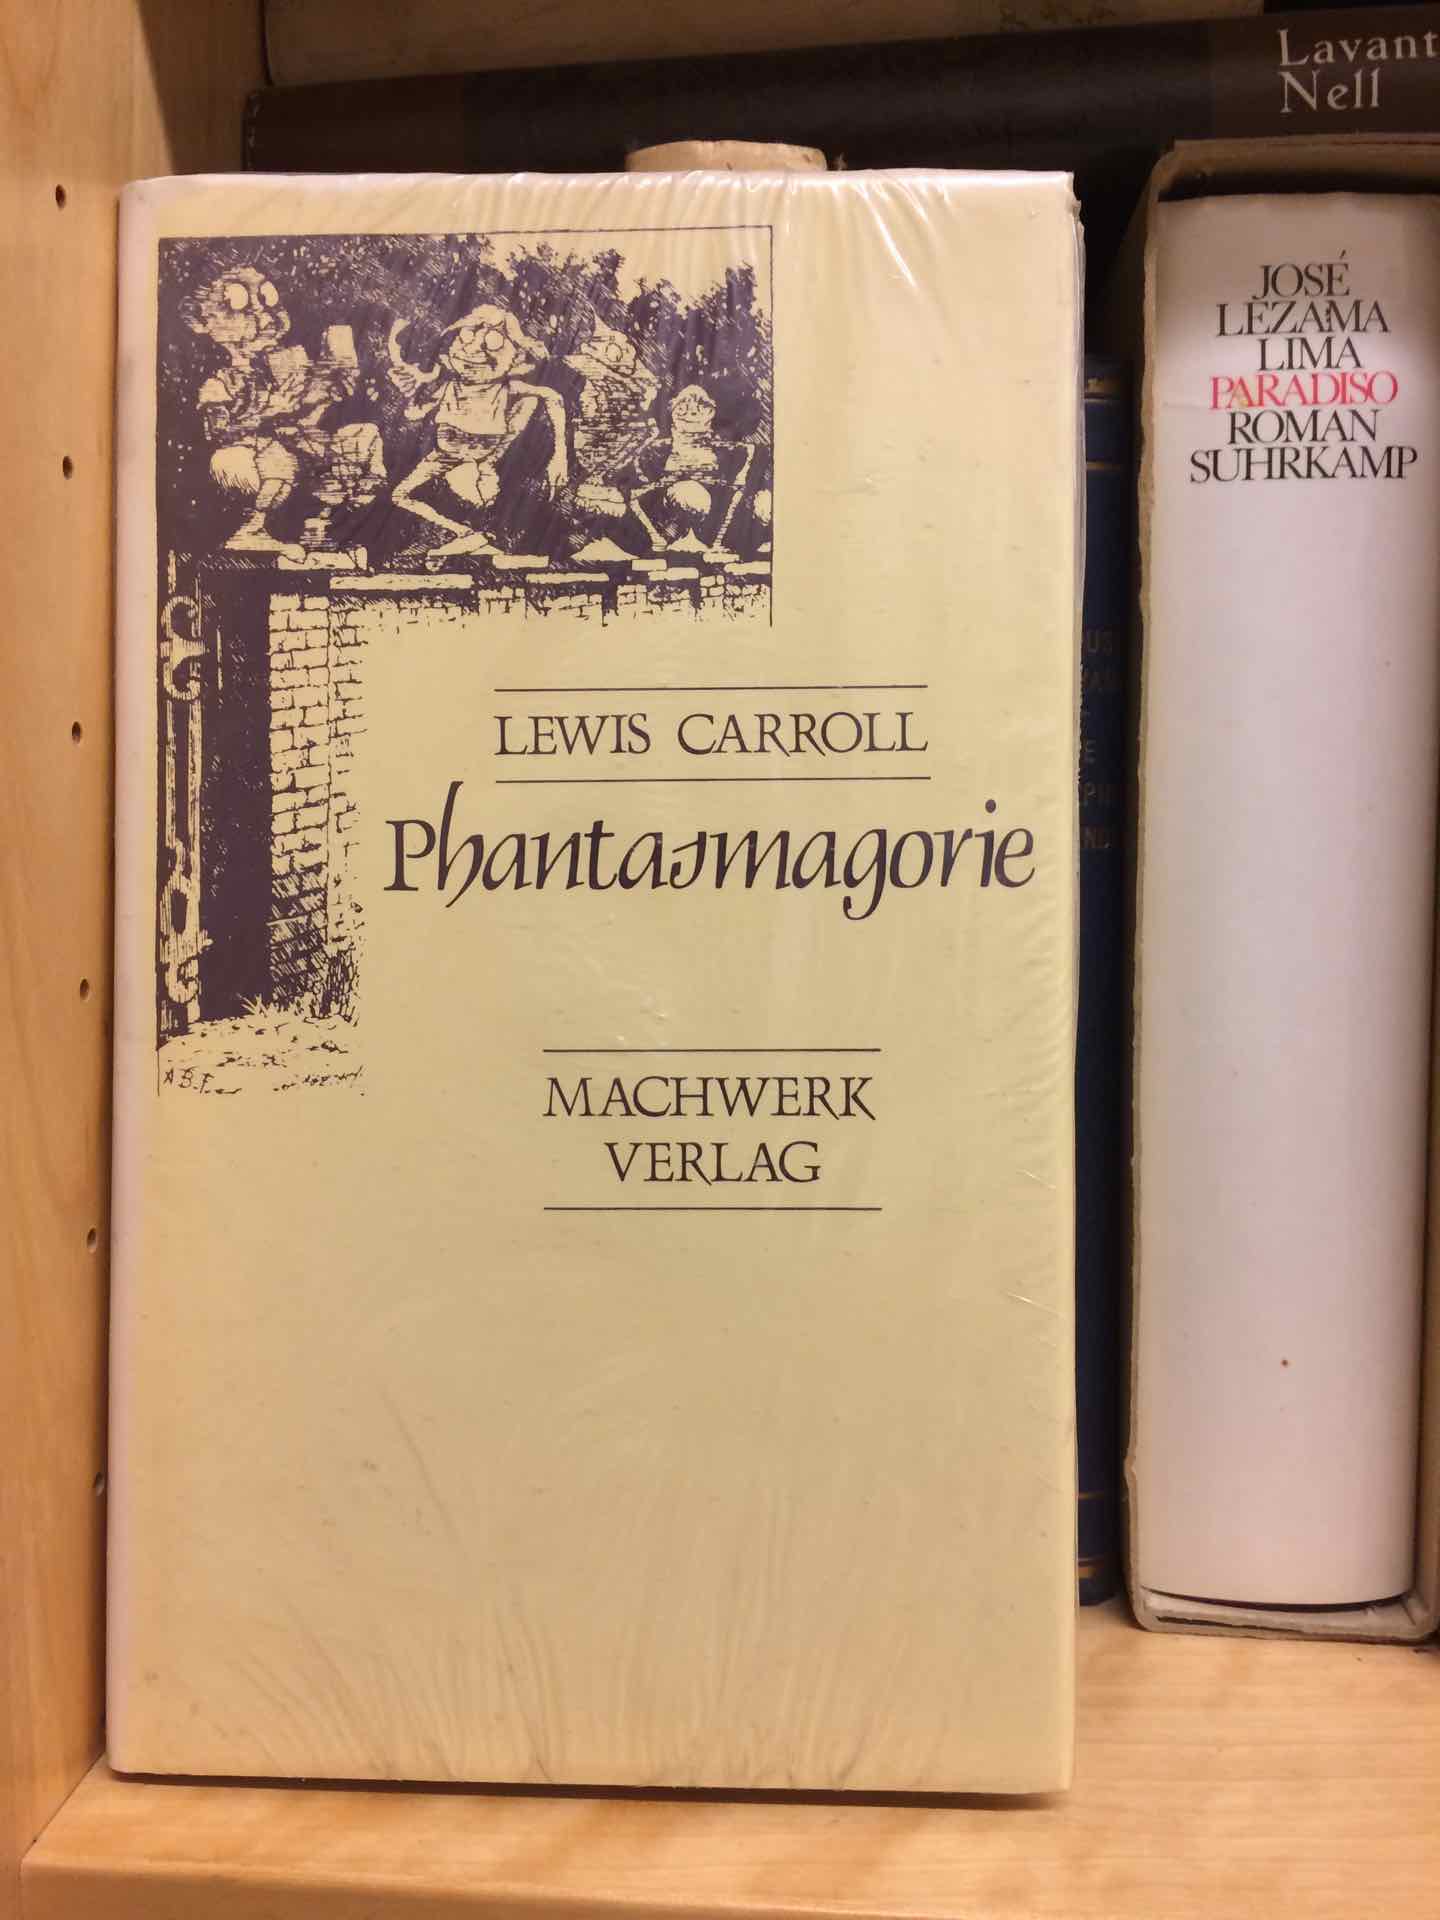 Lavant
Nell
LEWIS CARROLL
Phantasmagorie
MACHWERK
VERLAG
A.B.F.
JOSÉ
LEZAMA
LIMA
PARADISO
ROMAN
SUHRKAMP